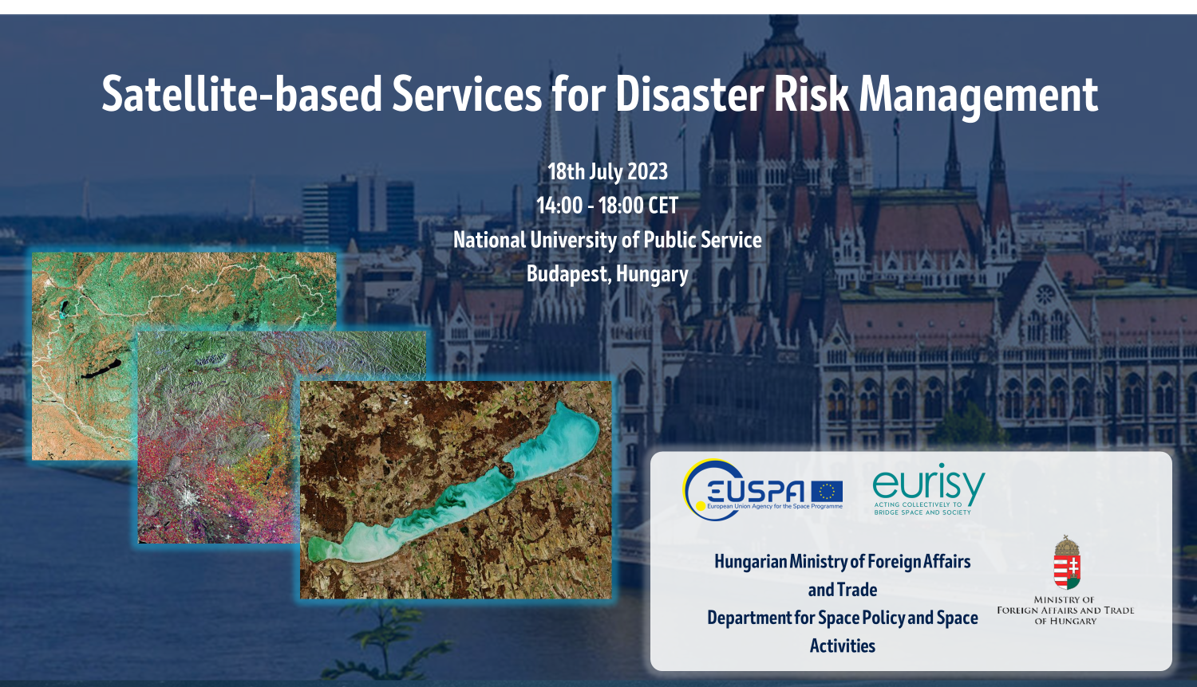 Satellite-based Services for Disaster Risk Management
18th July 2023
14:00 - 18:00 CET
National University of Public Service
Budapest, Hungary
EUSPA
European Union Agency for the Space Programme
eurisy
ACTING COLLECTIVELY TO
BRIDGE SPACE AND SOCIETY
Hungarian Ministry of Foreign Affairs
and Trade
Department for Space Policy and Space
Activities
MINISTRY OF
FOREIGN AFFAIRS AND TRADE
OF HUNGARY